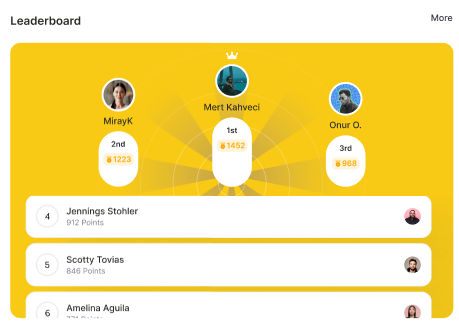 Leaderboard
More
MirayK
2nd
1223
Mert Kahveci
1st
1452
Onur O.
3rd
968
4
Jennings Stohler
912 Points
5
Scotty Tovias
846 Points
6
Amelina Aguila